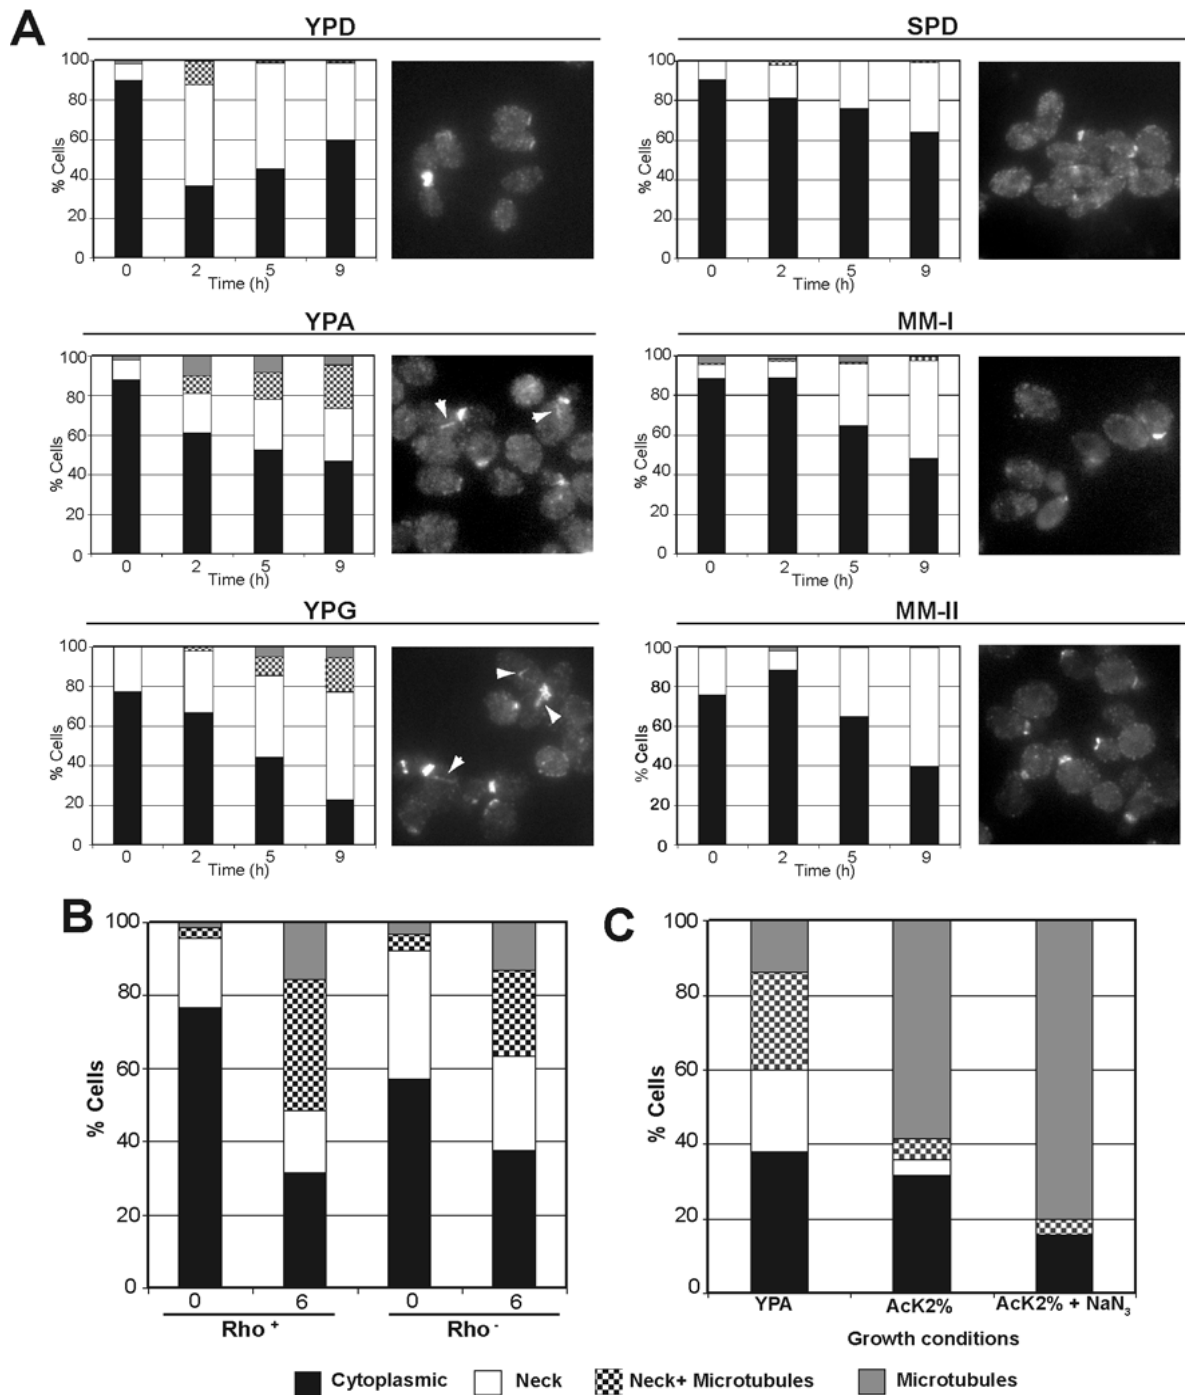 A
YPD
100
80
60
40
20
0
% Cells
0 2 5 9
Time (h)
SPD
100
80
60
40
20
0
% Cells
0 2 5 9
Time (h)
YPA
100
80
60
40
20
0
% Cells
0 2 5 9
Time (h)
MM-I
100
80
60
40
20
0
% Cells
0 2 5 9
Time (h)
YPG
100
80
60
40
20
0
% Cells
0 2 5 9
Time (h)
MM-II
100
80
60
40
20
0
% Cells
0 2 5 9
Time (h)
B
100
80
60
40
20
0
% Cells
0 6 0 6
Rho + Rho -
C
100
80
60
40
20
0
% Cells
YPA AcK2% AcK2% + NaN3
Growth conditions
Cytoplasmic Neck Neck+ Microtubules Microtubules